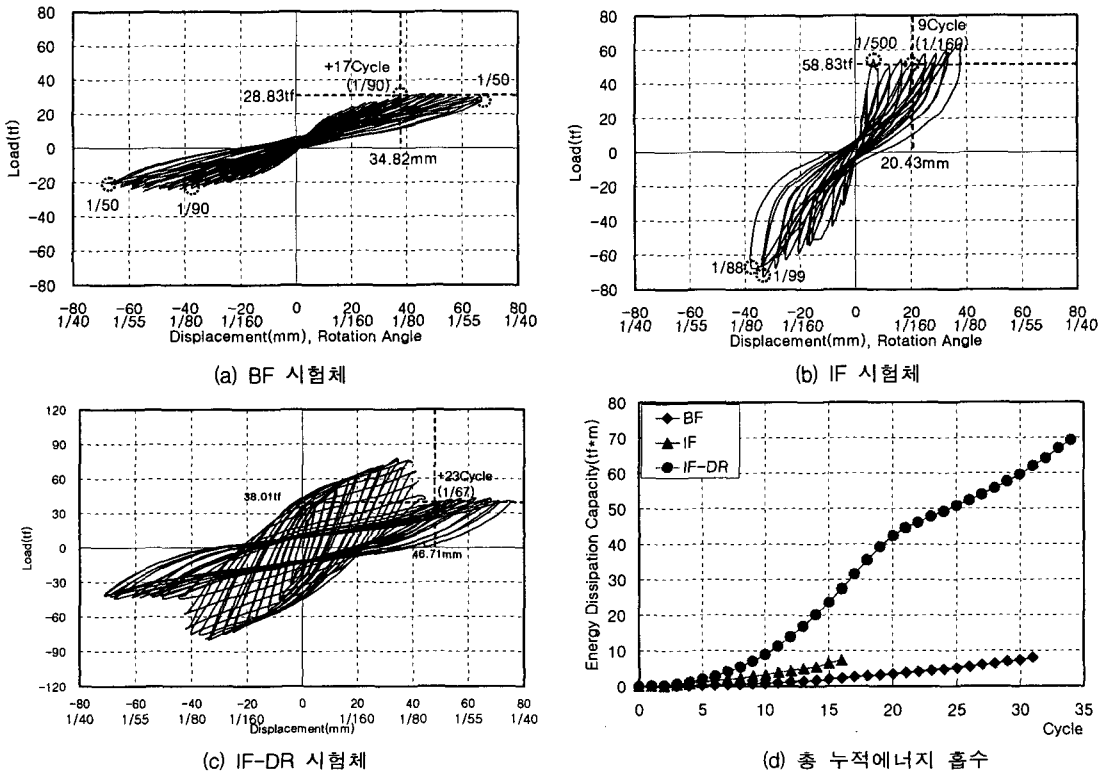 80
60
40
20
0
-20
-40
-60
-80
Load(tf)
+17Cycle
(1/90)
1/50
28.83tf
34.82mm
1/50
1/90
-80 -60 -40 -20 0 20 40 60 80
1/40 1/55 1/80 1/160 1/160 1/80 1/55 1/40
Displacement(mm), Rotation Angle
(a) BF 시험체
80
60
40
20
0
-20
-40
-60
-80
Load(tf)
9Cycle
1/500
(1/160)
58.83tf
20.43mm
1/88
1/99
-80 -60 -40 -20 0 20 40 60 80
1/40 1/55 1/80 1/160 1/160 1/80 1/55 1/40
Displacement(mm), Rotation Angle
(b) IF 시험체
120
90
60
30
0
-30
-60
-90
-120
Load(tf)
+23Cycle
(1/67)
38.01tf
46.71mm
-80 -60 -40 -20 0 20 40 60 80
1/40 1/55 1/80 1/160 1/160 1/80 1/55 1/40
Displacement(mm)
(c) IF-DR 시험체
80
70
60
50
40
30
20
10
0
Energy Dissipation Capacity(tf*m)
BF
IF
IF-DR
0 5 10 15 20 25 30 35
Cycle
(d) 총 누적에너지 흡수